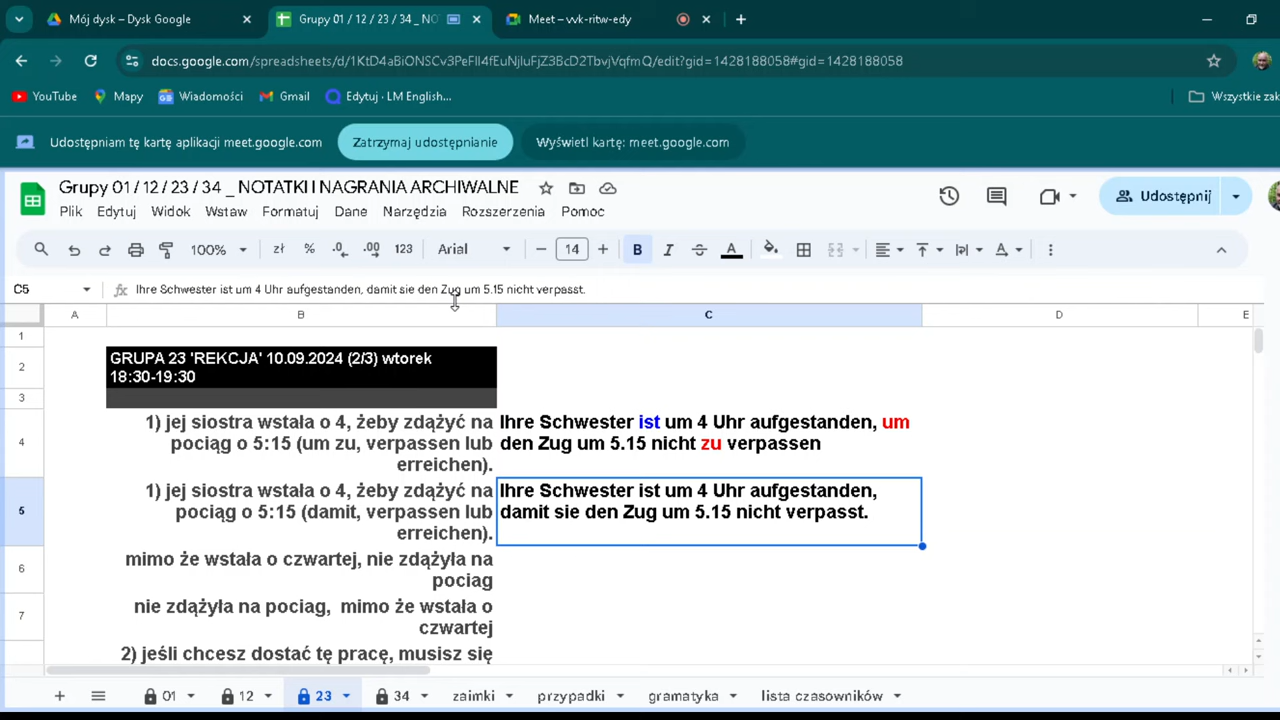 Mój dysk – Dysk Google
Grupy 01 / 12 / 23 / 34 _ NO
Meet – vvk-ritw-edy
docs.google.com/spreadsheets/d/1KtD4aBiONSCv3PeFlI4fEuNjluFjZ3BcD2TbvjVqfmQ/edit?gid=1428188058#gid=1428188058
YouTube
Mapy
Wiadomości
Gmail
Edytuj · LM English...
Wszystkie zak
Udostępniam tę kartę aplikacji meet.google.com
Zatrzymaj udostępnianie
Wyświetl kartę: meet.google.com
Grupy 01 / 12 / 23 / 34 _ NOTATKI I NAGRANIA ARCHIWALNE
Plik Edytuj Widok Wstaw Formatuj Dane Narzędzia Rozszerzenia Pomoc
Udostępnij
100% zł % .0 .00 123 Arial 14 B I A A
C5
fx Ihre Schwester ist um 4 Uhr aufgestanden, damit sie den Zug um 5.15 nicht verpasst.
A B C D E
1
2
GRUPA 23 'REKCJA' 10.09.2024 (2/3) wtorek
18:30-19:30
3
4
1) jej siostra wstała o 4, żeby zdążyć na
pociąg o 5:15 (um zu, verpassen lub
erreichen).
Ihre Schwester ist um 4 Uhr aufgestanden, um
den Zug um 5.15 nicht zu verpassen
5
1) jej siostra wstała o 4, żeby zdążyć na
pociąg o 5:15 (damit, verpassen lub
erreichen).
Ihre Schwester ist um 4 Uhr aufgestanden,
damit sie den Zug um 5.15 nicht verpasst.
6
mimo że wstała o czwartej, nie zdążyła na
pociag
7
nie zdążyła na pociag, mimo że wstała o
czwartej
2) jeśli chcesz dostać tę pracę, musisz się
01 12 23 34 zaimki przypadki gramatyka lista czasowników